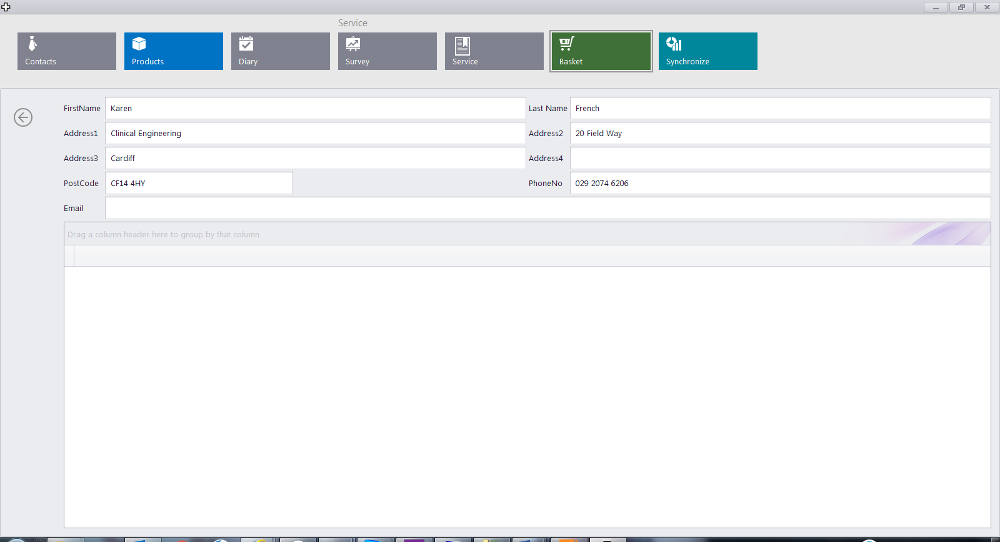 Service
Contacts Products Diary Survey Service Basket Synchronize
FirstName Karen Last Name French
Address1 Clinical Engineering Address2 20 Field Way
Address3 Cardiff Address4
PostCode CF14 4HY PhoneNo 029 2074 6206
Email
Drag a column header here to group by that column